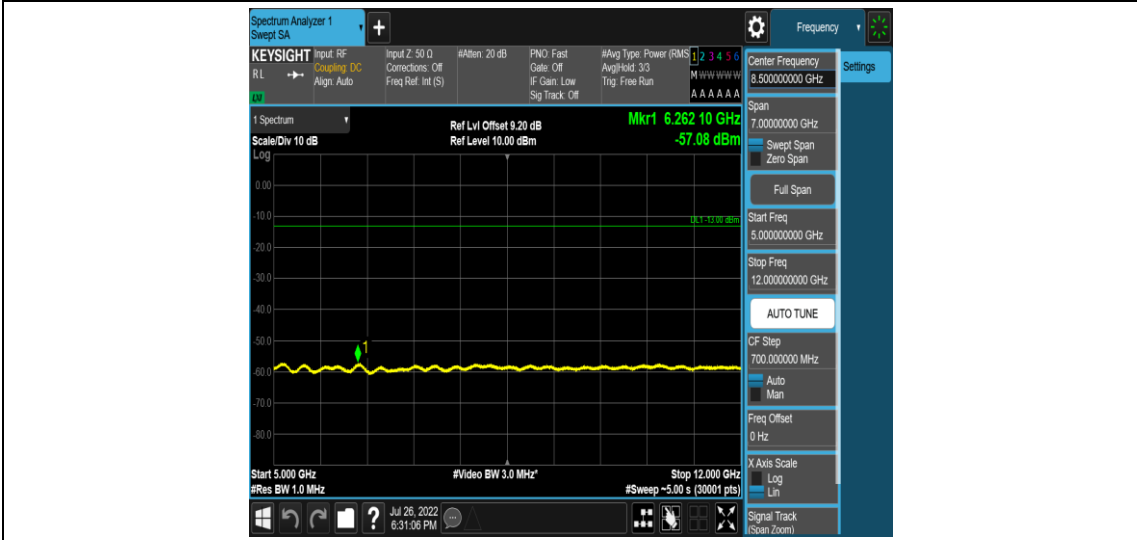 Spectrum Analyzer 1
Swept SA
+
Frequency
KEYSIGHT
RL
Input: RF
Coupling: DC
Align: Auto
Input Z: 50 Ω
Corrections: Off
Freq Ref: Int (S)
#Atten: 20 dB
PNO: Fast
Gate: Off
IF Gain: Low
Sig Track: Off
#Avg Type: Power (RMS
Avg|Hold: 3/3
Trig: Free Run
1 2 3 4 5 6
M W W W W W
A A A A A A
Settings
1 Spectrum
Scale/Div 10 dB
Log
Ref Lvl Offset 9.20 dB
Ref Level 10.00 dBm
Mkr1 6.262 10 GHz
-57.08 dBm
0.00
-10.0
DL1 -13.00 dBm
-20.0
-30.0
-40.0
-50.0
1
-60.0
-70.0
-80.0
Start 5.000 GHz
#Video BW 3.0 MHz*
Stop 12.000 GHz
#Res BW 1.0 MHz
#Sweep ~5.00 s (30001 pts)
?
Jul 26, 2022
6:31:06 PM
Center Frequency
8.500000000 GHz
Span
7.00000000 GHz
Swept Span
Zero Span
Full Span
Start Freq
5.000000000 GHz
Stop Freq
12.000000000 GHz
AUTO TUNE
CF Step
700.000000 MHz
Auto
Man
Freq Offset
0 Hz
X Axis Scale
Log
Lin
Signal Track
(Span Zoom)